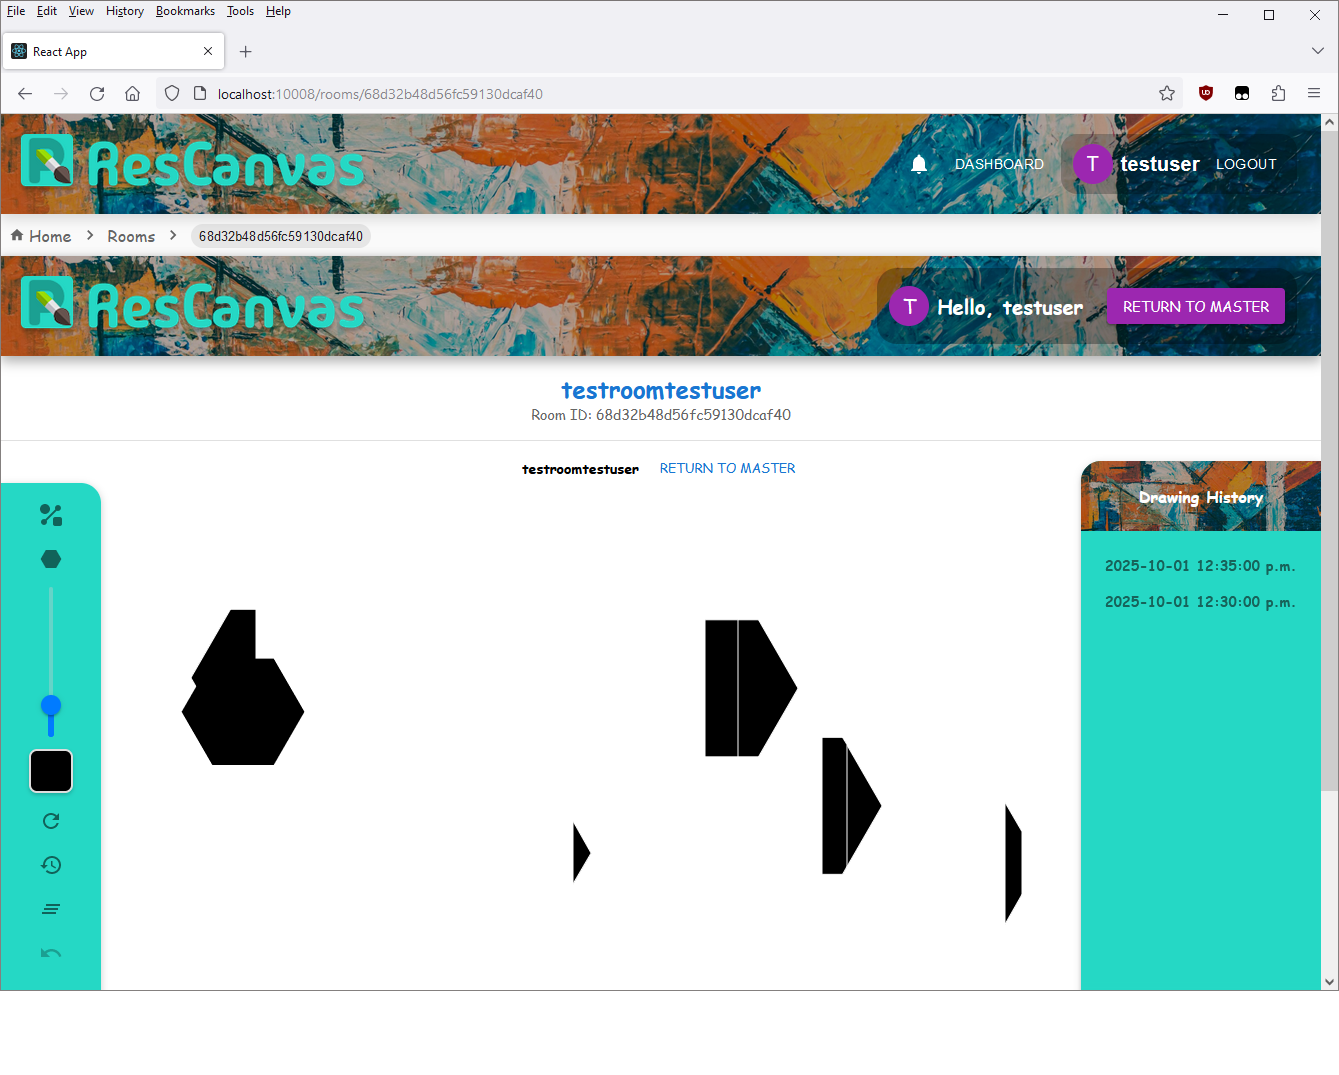 File Edit View History Bookmarks Tools Help
React App
localhost:10008/rooms/68d32b48d56fc59130dcaf40
ResCanvas
DASHBOARD T testuser LOGOUT
Home Rooms 68d32b48d56fc59130dcaf40
ResCanvas
T Hello, testuser RETURN TO MASTER
testroomtestuser
Room ID: 68d32b48d56fc59130dcaf40
testroomtestuser RETURN TO MASTER
Drawing History
2025-10-01 12:35:00 p.m.
2025-10-01 12:30:00 p.m.